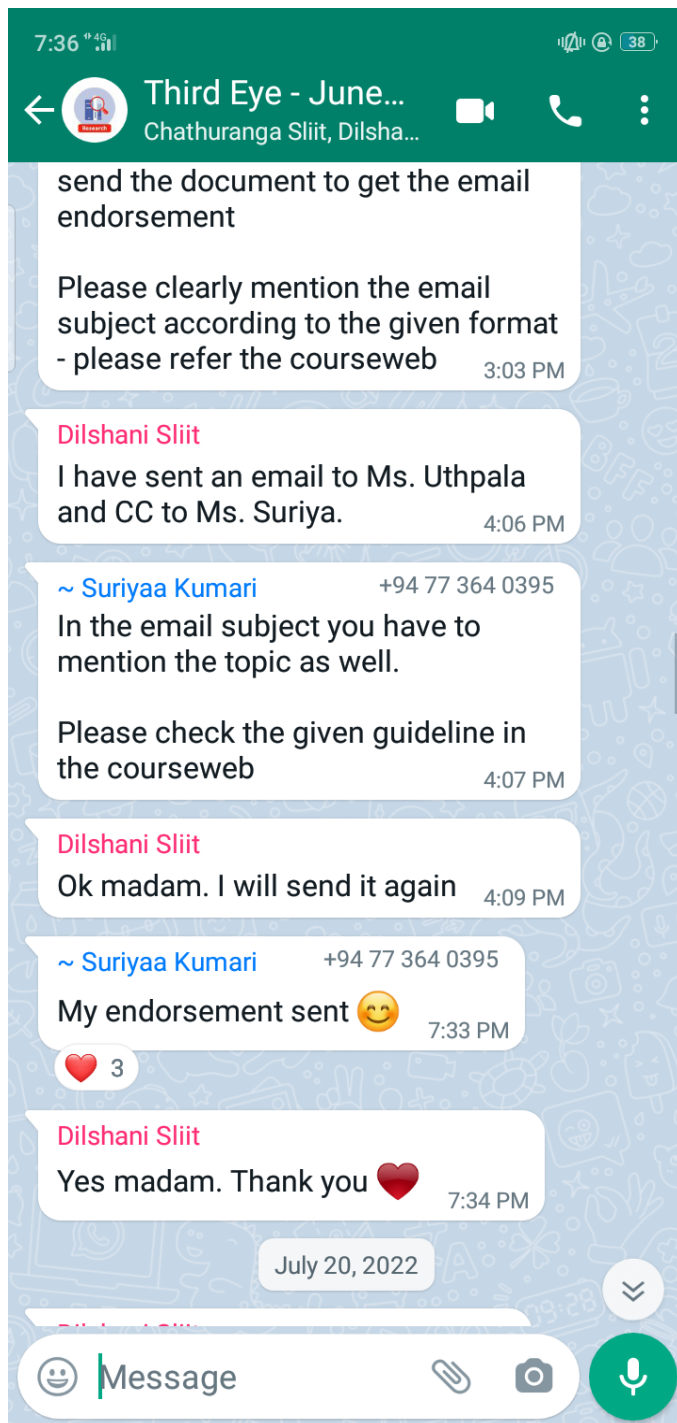 7:36 4G 38
Third Eye - June...
Research
Chathuranga Sliit, Dilsha...
send the document to get the email
endorsement
Please clearly mention the email
subject according to the given format
- please refer the courseweb 3:03 PM
Dilshani Sliit
I have sent an email to Ms. Uthpala
and CC to Ms. Suriya. 4:06 PM
~ Suriyaa Kumari +94 77 364 0395
In the email subject you have to
mention the topic as well.
Please check the given guideline in
the courseweb 4:07 PM
Dilshani Sliit
Ok madam. I will send it again 4:09 PM
~ Suriyaa Kumari +94 77 364 0395
My endorsement sent 😊 7:33 PM
❤️ 3
Dilshani Sliit
Yes madam. Thank you ❤️ 7:34 PM
July 20, 2022
Message